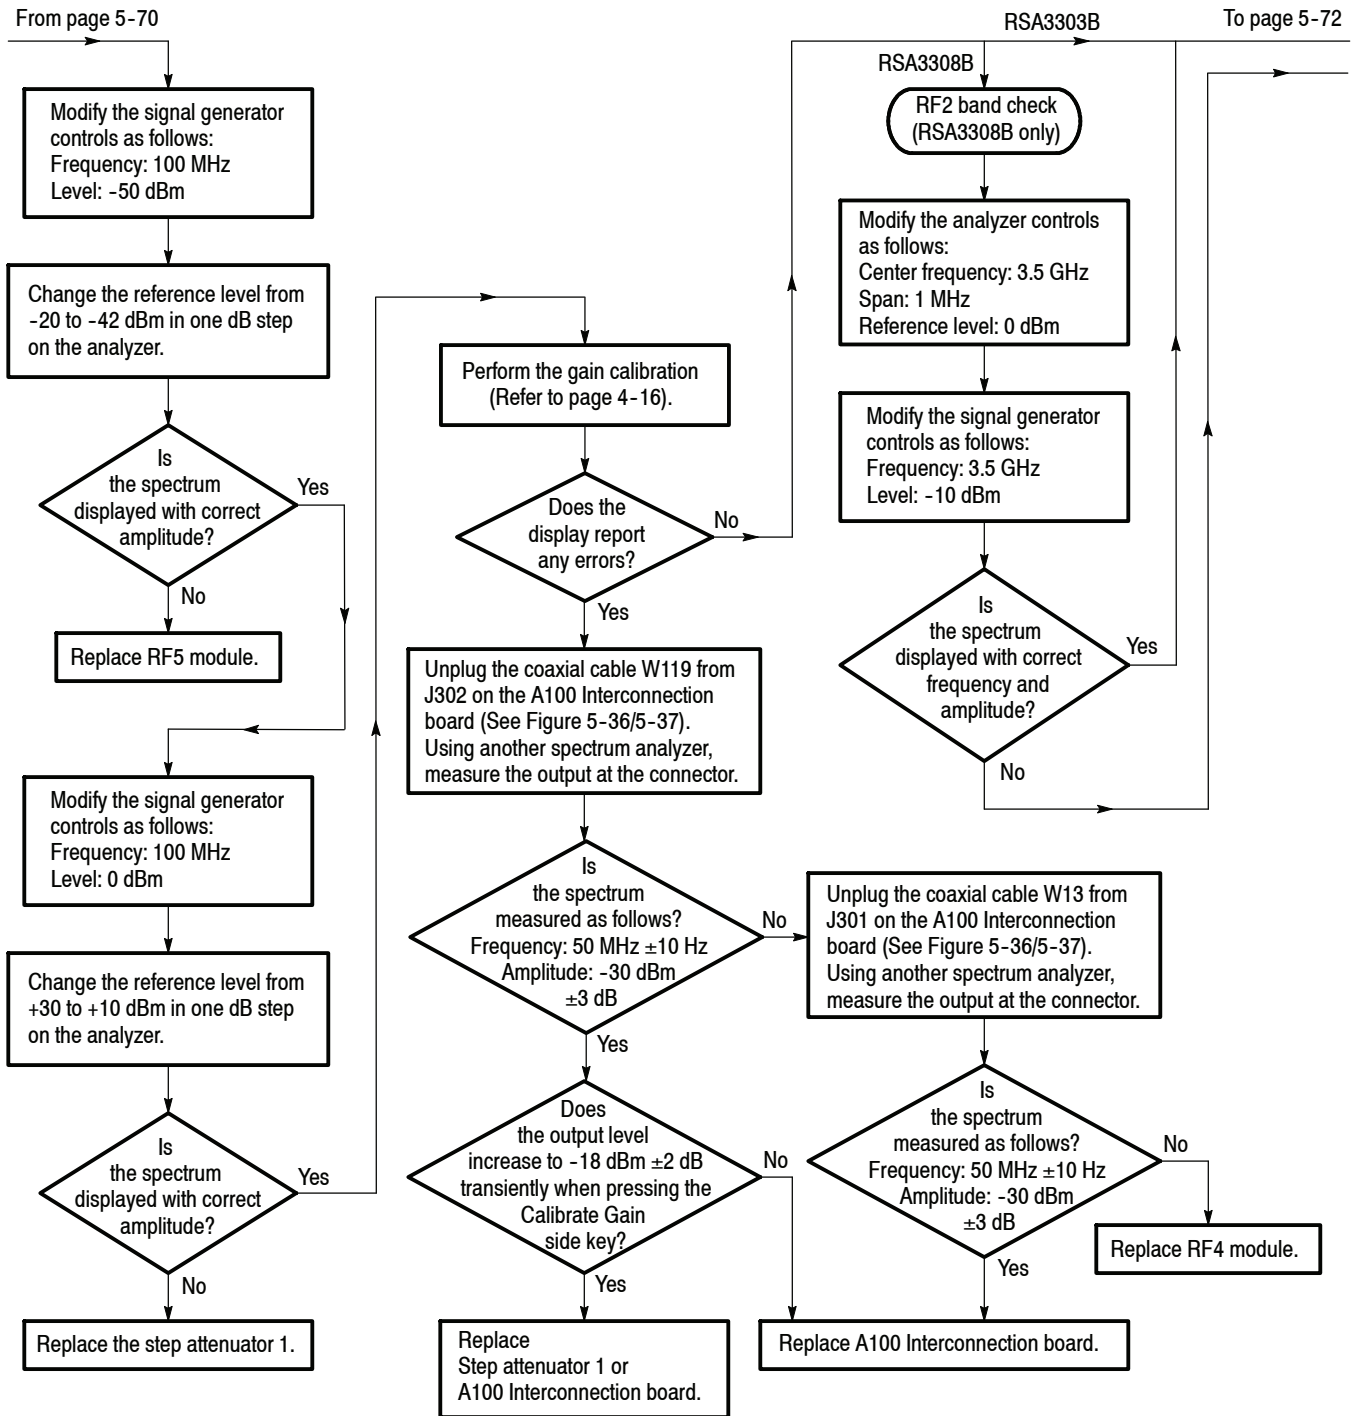 From page 5-70
Modify the signal generator
controls as follows:
Frequency: 100 MHz
Level: -50 dBm
Change the reference level from
-20 to -42 dBm in one dB step
on the analyzer.
Is
the spectrum
displayed with correct
amplitude?
Yes
No
Replace RF5 module.
Modify the signal generator
controls as follows:
Frequency: 100 MHz
Level: 0 dBm
Change the reference level from
+30 to +10 dBm in one dB step
on the analyzer.
Is
the spectrum
displayed with correct
amplitude?
Yes
No
Replace the step attenuator 1.
Perform the gain calibration
(Refer to page 4-16).
Does the
display report
any errors?
No
Yes
Unplug the coaxial cable W119 from
J302 on the A100 Interconnection
board (See Figure 5-36/5-37).
Using another spectrum analyzer,
measure the output at the connector.
Is
the spectrum
measured as follows?
Frequency: 50 MHz ±10 Hz
Amplitude: -30 dBm
±3 dB
No
Yes
Does
the output level
increase to -18 dBm ±2 dB
transiently when pressing the
Calibrate Gain
side key?
No
Yes
Replace
Step attenuator 1 or
A100 Interconnection board.
RSA3303B
To page 5-72
RSA3308B
RF2 band check
(RSA3308B only)
Modify the analyzer controls
as follows:
Center frequency: 3.5 GHz
Span: 1 MHz
Reference level: 0 dBm
Modify the signal generator
controls as follows:
Frequency: 3.5 GHz
Level: -10 dBm
Is
the spectrum
displayed with correct
frequency and
amplitude?
Yes
No
Unplug the coaxial cable W13 from
J301 on the A100 Interconnection
board (See Figure 5-36/5-37).
Using another spectrum analyzer,
measure the output at the connector.
Is
the spectrum
measured as follows?
Frequency: 50 MHz ±10 Hz
Amplitude: -30 dBm
±3 dB
No
Yes
Replace RF4 module.
Replace A100 Interconnection board.